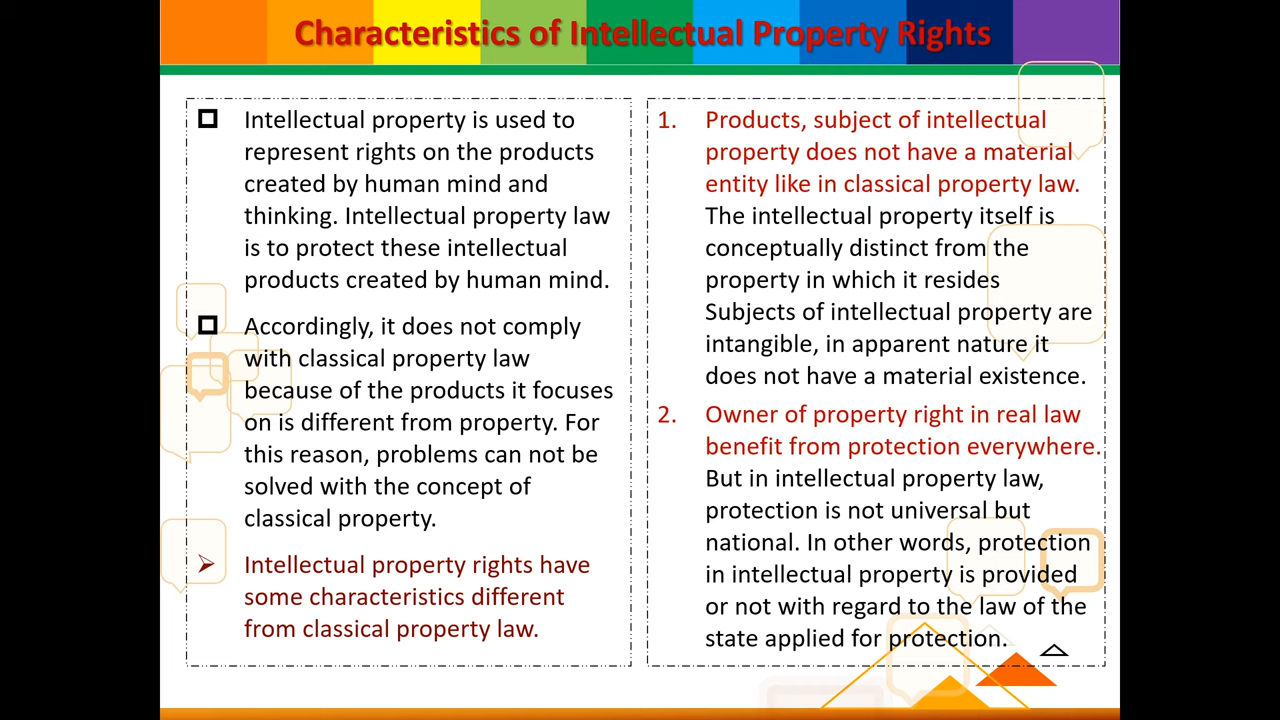 Characteristics of Intellectual Property Rights
Intellectual property is used to
represent rights on the products
created by human mind and
thinking. Intellectual property law
is to protect these intellectual
products created by human mind.
Accordingly, it does not comply
with classical property law
because of the products it focuses
on is different from property. For
this reason, problems can not be
solved with the concept of
classical property.
Intellectual property rights have
some characteristics different
from classical property law.
1. Products, subject of intellectual
property does not have a material
entity like in classical property law.
The intellectual property itself is
conceptually distinct from the
property in which it resides
Subjects of intellectual property are
intangible, in apparent nature it
does not have a material existence.
2. Owner of property right in real law
benefit from protection everywhere.
But in intellectual property law,
protection is not universal but
national. In other words, protection
in intellectual property is provided
or not with regard to the law of the
state applied for protection.